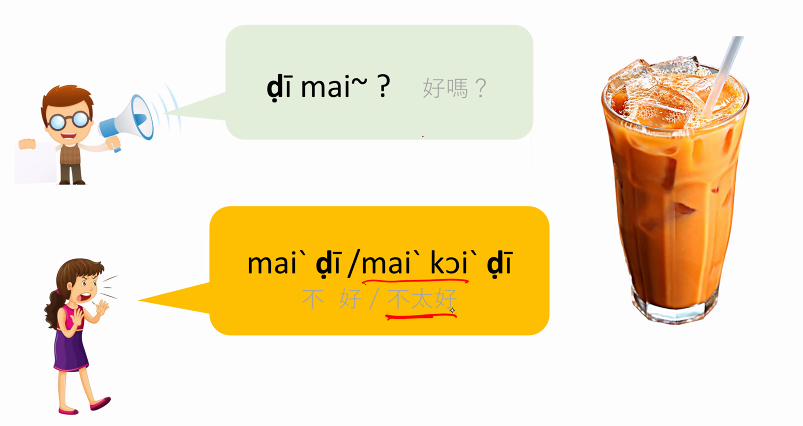 ḍī mai~ ? 好嗎？
mai` ḍī /mai` kɔi` ḍī
不 好 / 不太好